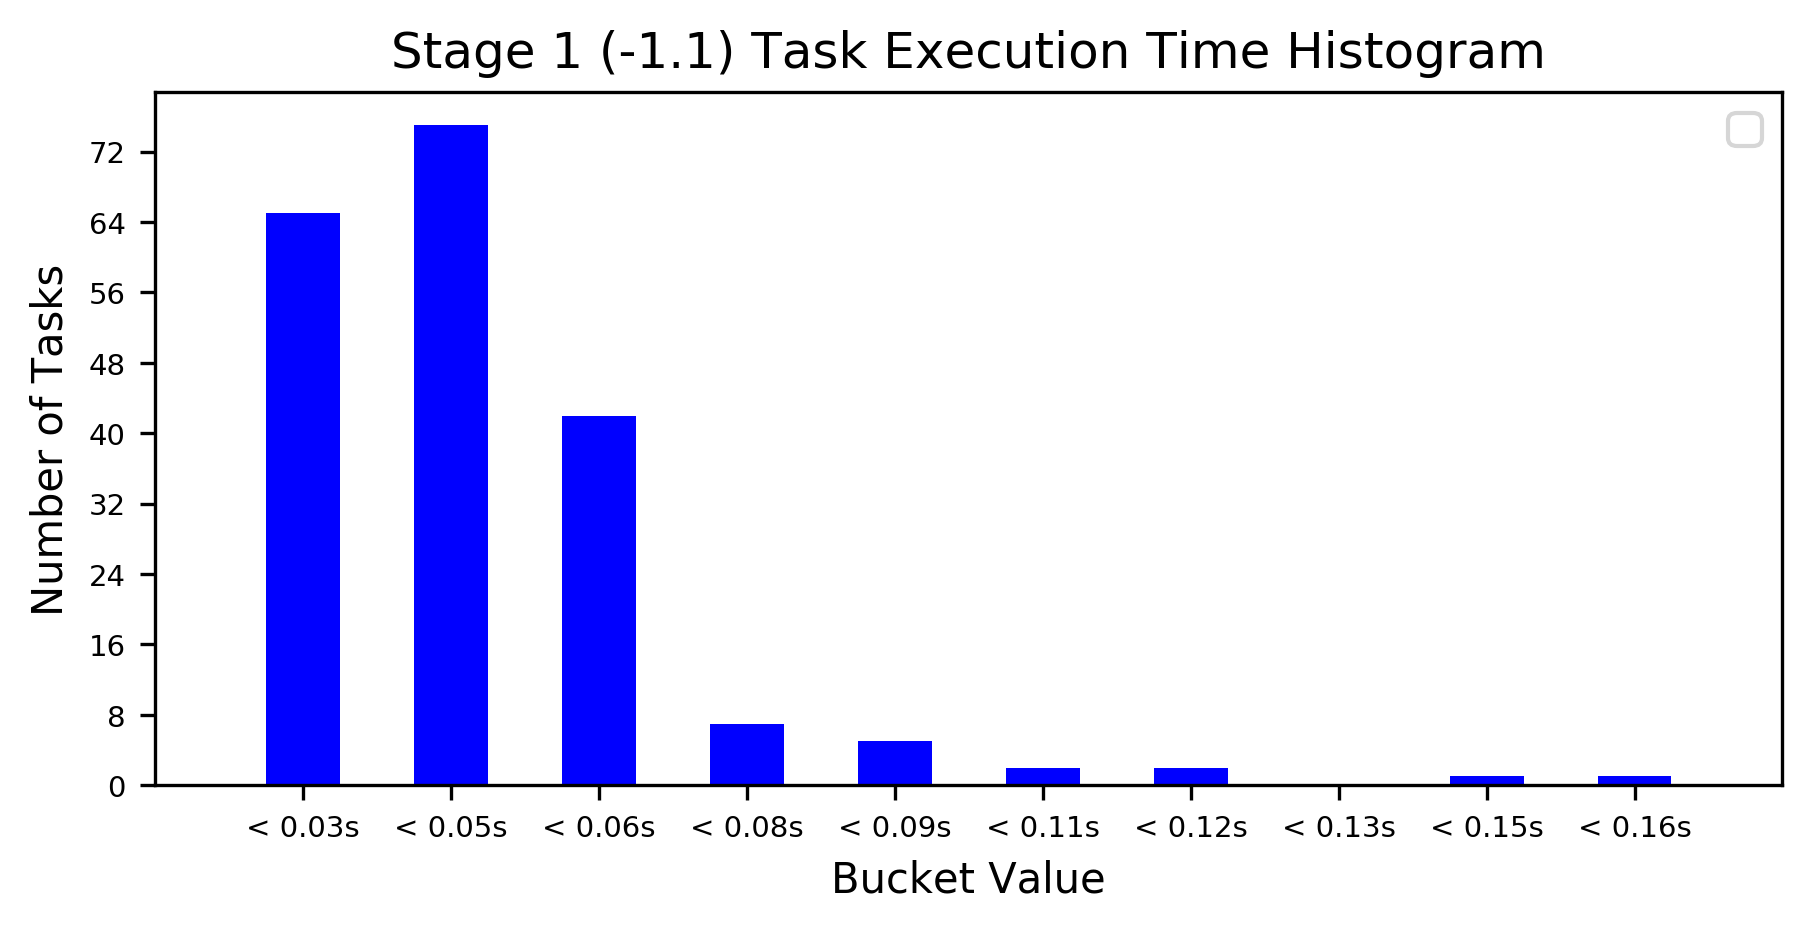 Stage 1 (-1.1) Task Execution Time Histogram
Number of Tasks
72
64
56
48
40
32
24
16
8
0
< 0.03s < 0.05s < 0.06s < 0.08s < 0.09s < 0.11s < 0.12s < 0.13s < 0.15s < 0.16s
Bucket Value